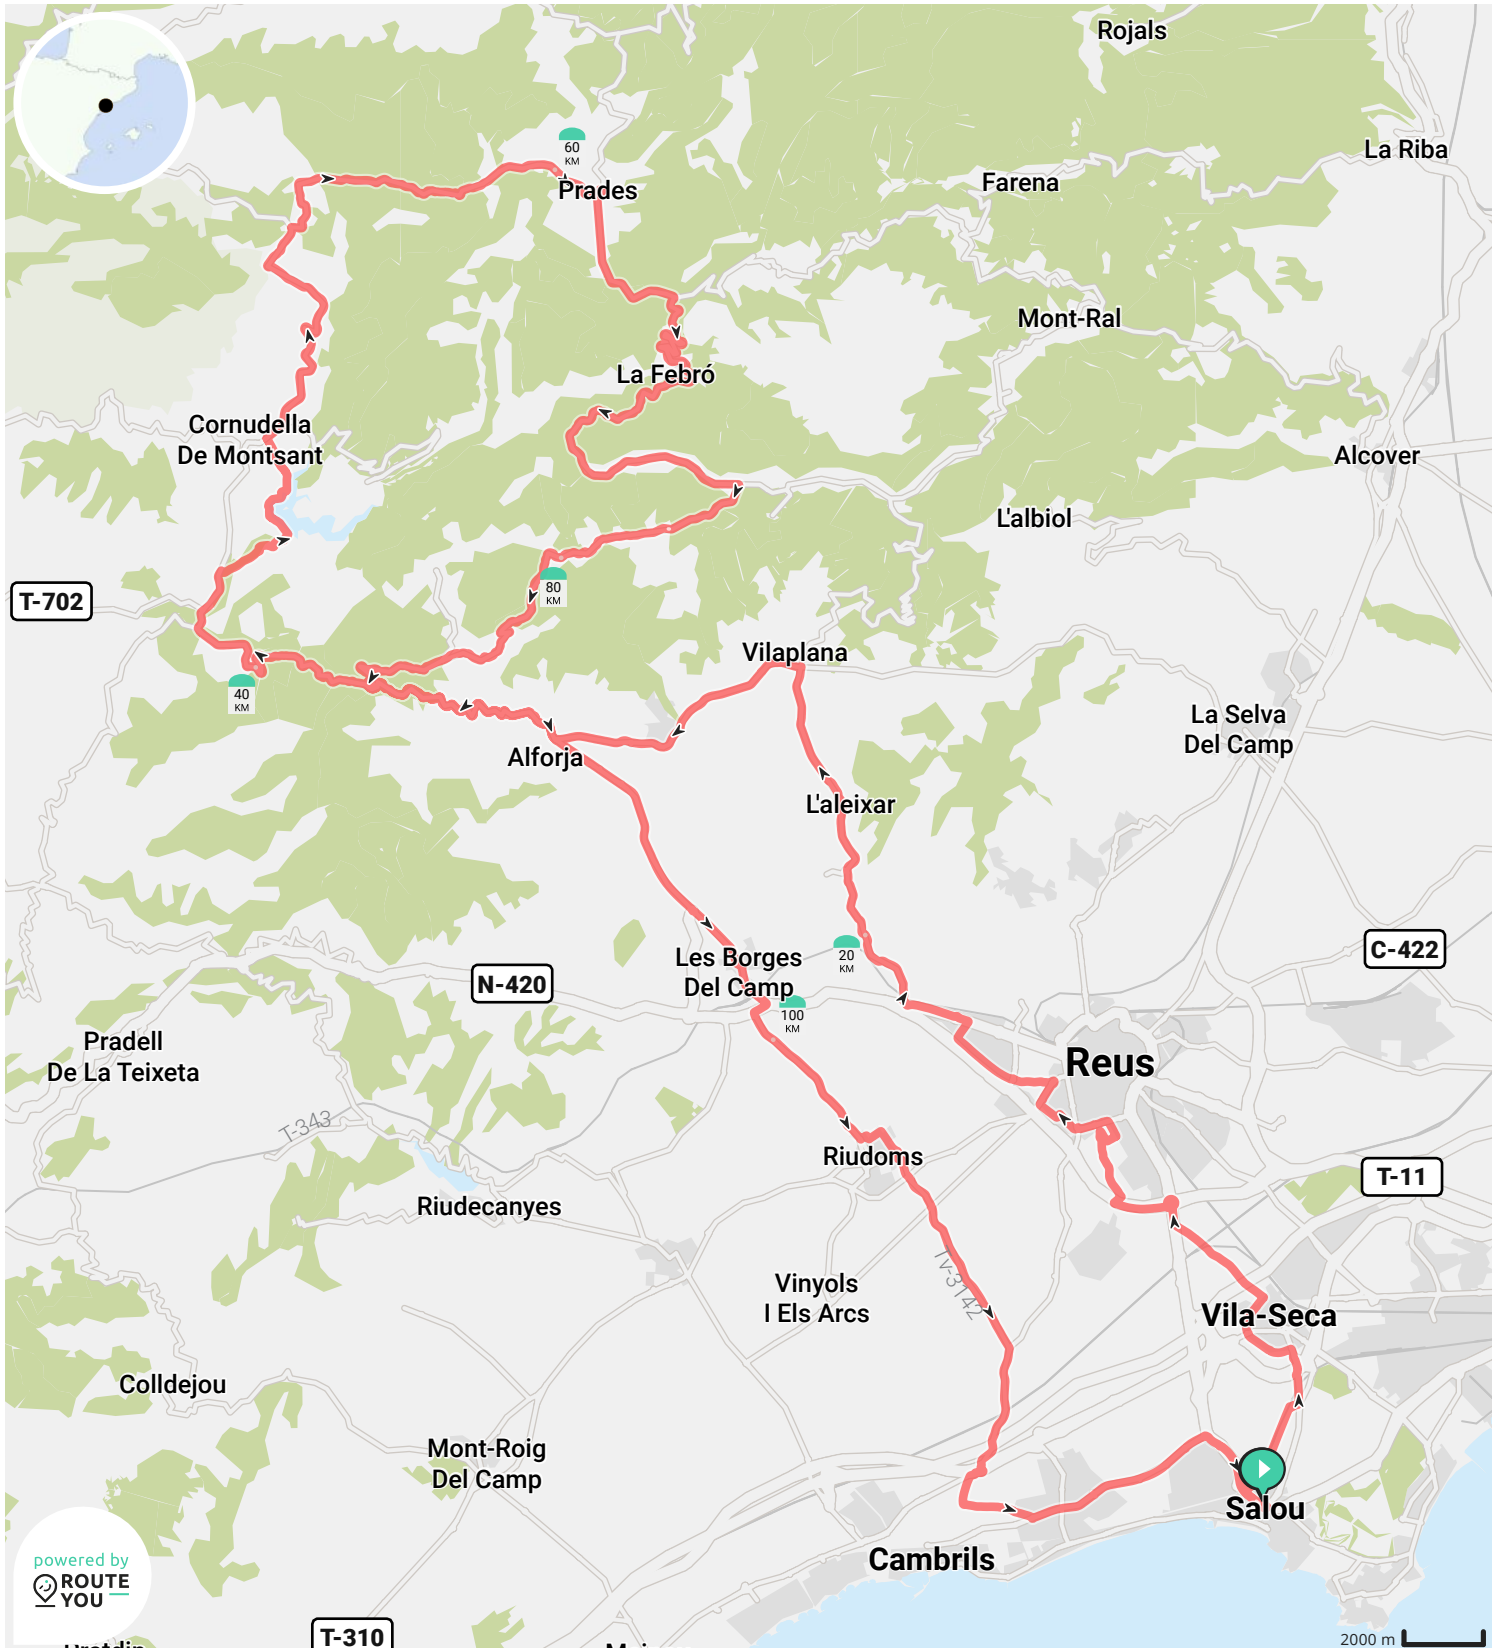 Rojals
La Riba
60
KM
Prades
Farena
Mont-Ral
La Febró
Cornudella
De Montsant
Alcover
L'albiol
T-702
80
KM
Vilaplana
40
KM
La Selva
Del Camp
Alforja
L'aleixar
Les Borges
Del Camp
20
KM
C-422
N-420
100
KM
Pradell
De La Teixeta
Reus
T-343
Riudoms
T-11
Riudecanyes
Tv-3142
Vinyols
I Els Arcs
Vila-Seca
Colldejou
Mont-Roig
Del Camp
Salou
Cambrils
powered by
ROUTE
YOU
T-310
2000 m